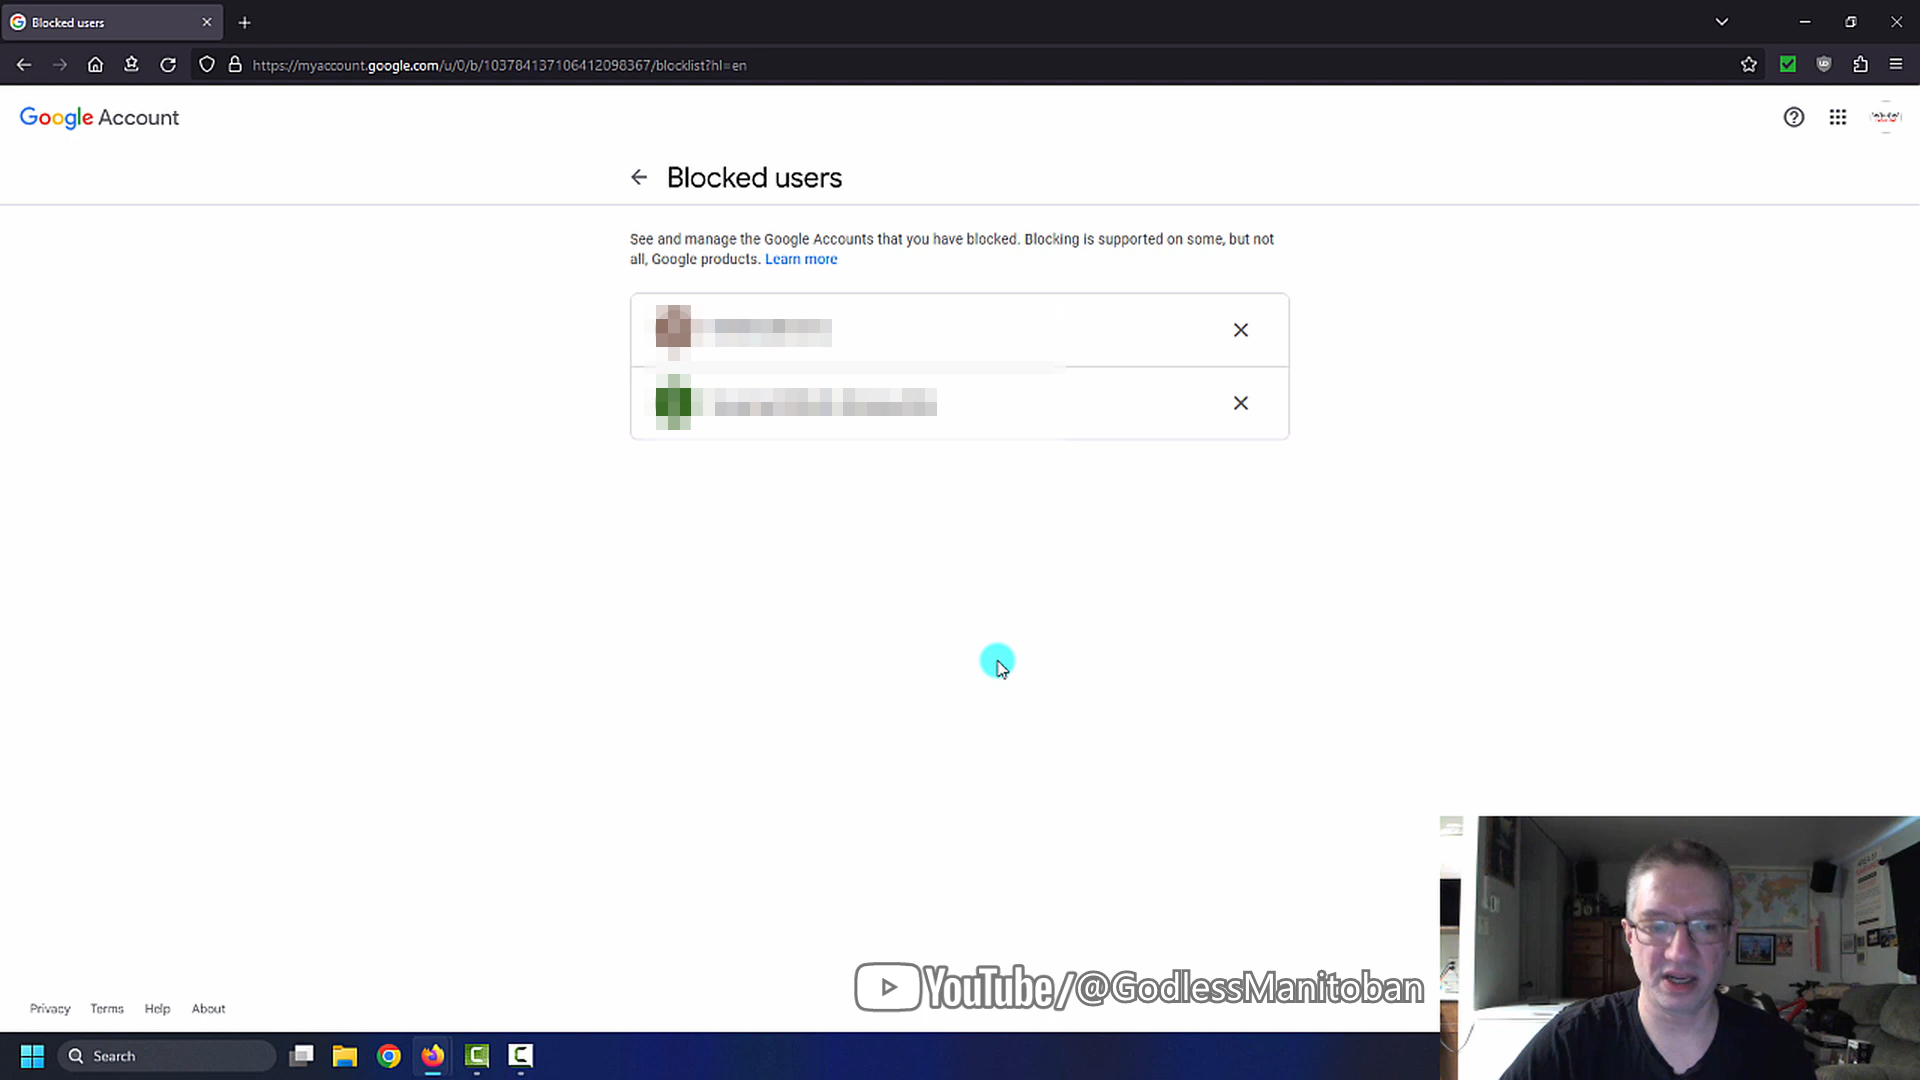 Blocked users
https://myaccount.google.com/u/0/b/103784137106412098367/blocklist?hl=en
Google Account
Blocked users
See and manage the Google Accounts that you have blocked. Blocking is supported on some, but not
all, Google products. Learn more
YouTube/@GodlessManitoban
Privacy Terms Help About
Search